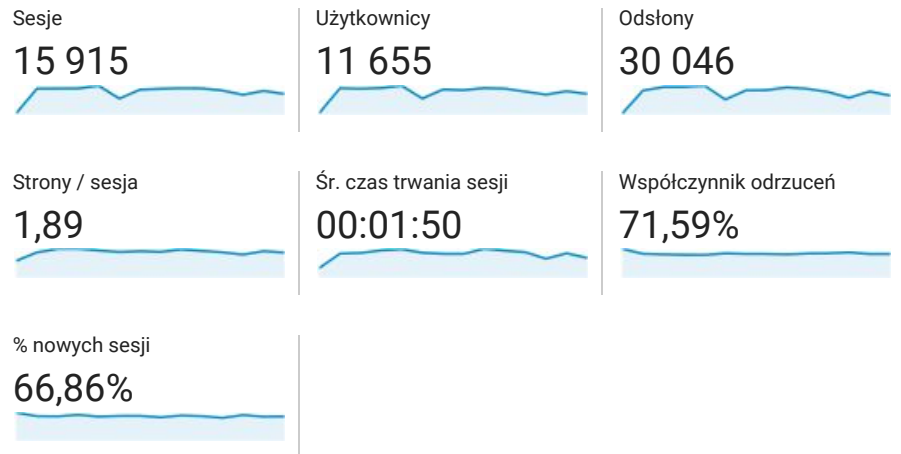 Sesje
15 915
Użytkownicy
11 655
Odsłony
30 046
Strony / sesja
1,89
Śr. czas trwania sesji
00:01:50
Współczynnik odrzuceń
71,59%
% nowych sesji
66,86%